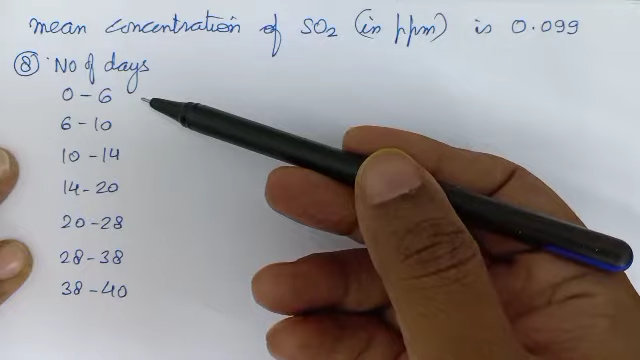 mean concentration of SO2 (in ppm) is 0.099
⑧ No of days
0 - 6
6 - 10
10 - 14
14 - 20
20 - 28
28 - 38
38 - 40